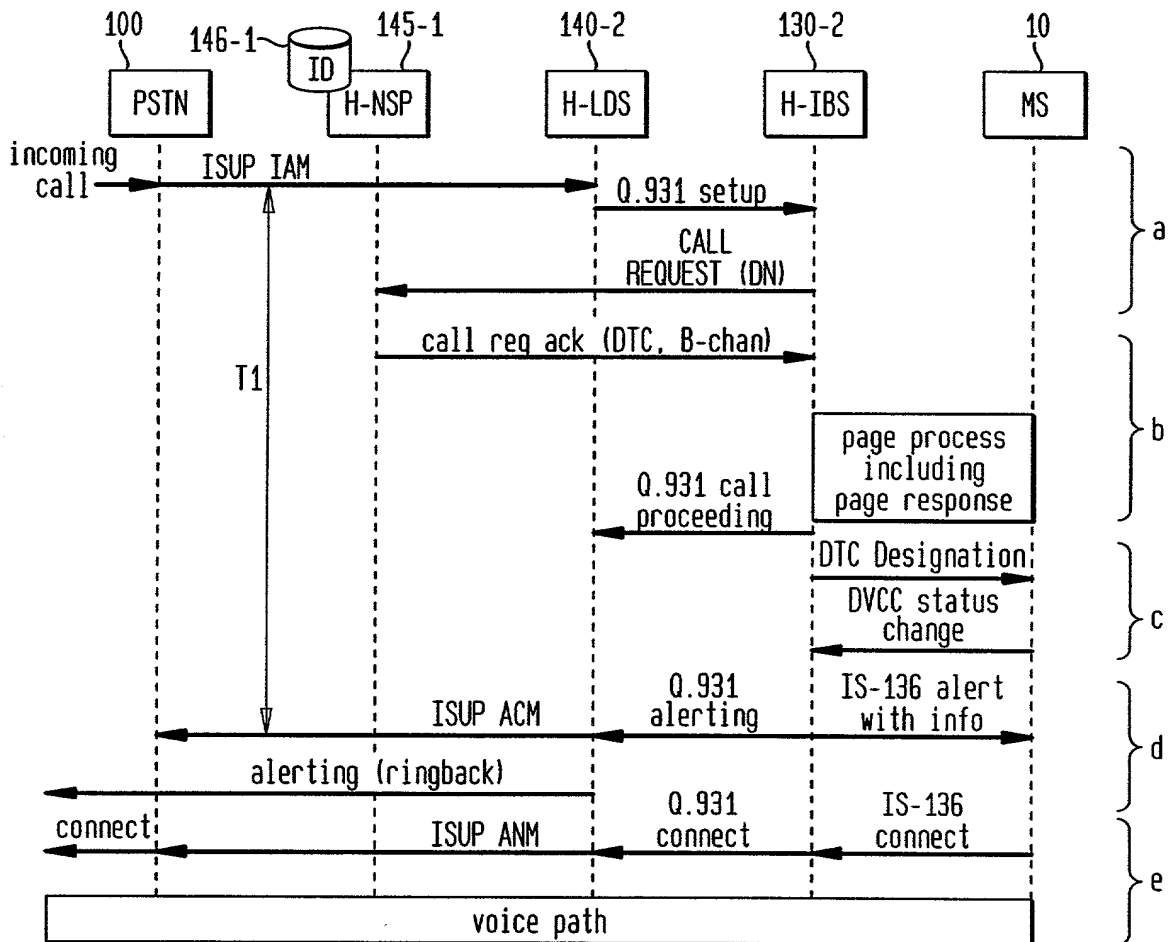 100
146-1
145-1
140-2
130-2
10
PSTN
ID
H-NSP
H-LDS
H-IBS
MS
incoming
call
ISUP IAM
Q.931 setup
CALL
REQUEST (DN)
a
call req ack (DTC, B-chan)
T1
page process
including
page response
b
Q.931 call
proceeding
DTC Designation
DVCC status
change
c
ISUP ACM
Q.931
alerting
IS-136 alert
with info
d
alerting (ringback)
connect
ISUP ANM
Q.931
connect
IS-136
connect
e
voice path